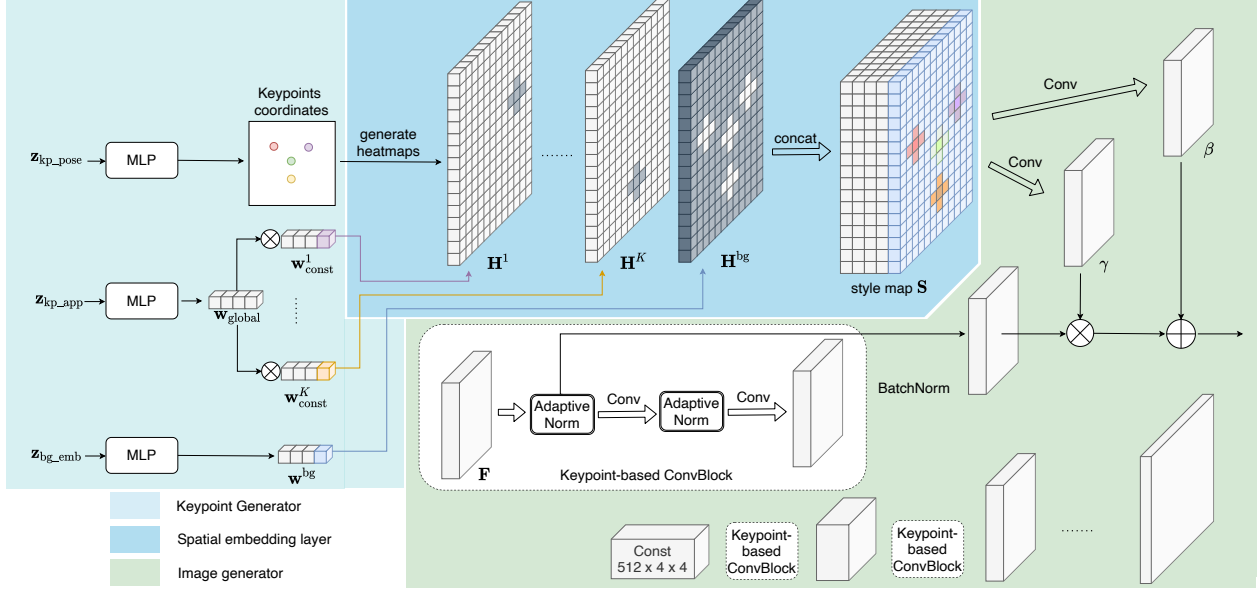 Keypoints
coordinates
z_kp_pose
MLP
generate
heatmaps
H^1
H^K
H^bg
concat
style map S
Conv
β
Conv
γ
z_kp_app
MLP
w_global
w^1_const
w^K_const
z_bg_emb
MLP
w^bg
F
Adaptive
Norm
Conv
Adaptive
Norm
Conv
Keypoint-based ConvBlock
BatchNorm
Keypoint Generator
Spatial embedding layer
Image generator
Const
512 x 4 x 4
Keypoint-
based
ConvBlock
Keypoint-
based
ConvBlock